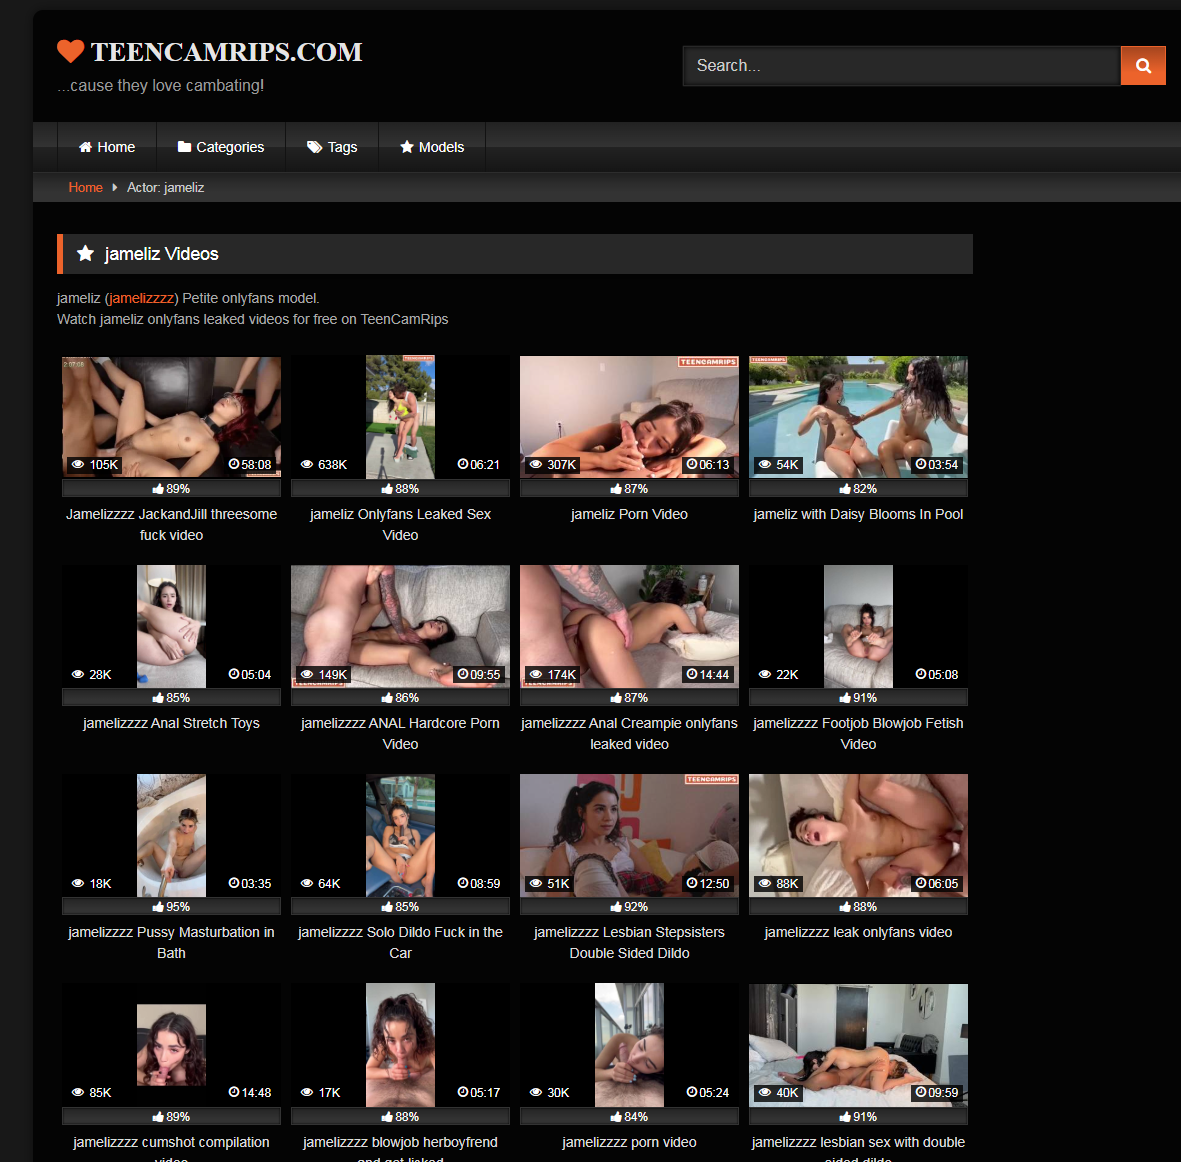 TEENCAMRIPS.COM
...cause they love cambating!
Search...
Home
Categories
Tags
Models
Home
Actor: jameliz
jameliz Videos
jameliz (jamelizzzz) Petite onlyfans model.
Watch jameliz onlyfans leaked videos for free on TeenCamRips
TEENCAMRIPS
TEENCAMRIPS
TEENCAMRIPS
105K 58:08
638K 06:21
307K 06:13
54K 03:54
89%
88%
87%
82%
Jamelizzzz JackandJill threesome
fuck video
jameliz Onlyfans Leaked Sex
Video
jameliz Porn Video
jameliz with Daisy Blooms In Pool
28K 05:04
149K 09:55
174K 14:44
22K 05:08
85%
86%
87%
91%
jamelizzzz Anal Stretch Toys
jamelizzzz ANAL Hardcore Porn
Video
jamelizzzz Anal Creampie onlyfans
leaked video
jamelizzzz Footjob Blowjob Fetish
Video
TEENCAMRIPS
18K 03:35
64K 08:59
51K 12:50
88K 06:05
95%
85%
92%
88%
jamelizzzz Pussy Masturbation in
Bath
jamelizzzz Solo Dildo Fuck in the
Car
jamelizzzz Lesbian Stepsisters
Double Sided Dildo
jamelizzzz leak onlyfans video
85K 14:48
17K 05:17
30K 05:24
40K 09:59
89%
88%
84%
91%
jamelizzzz cumshot compilation
jamelizzzz blowjob herboyfrend
jamelizzzz porn video
jamelizzzz lesbian sex with double